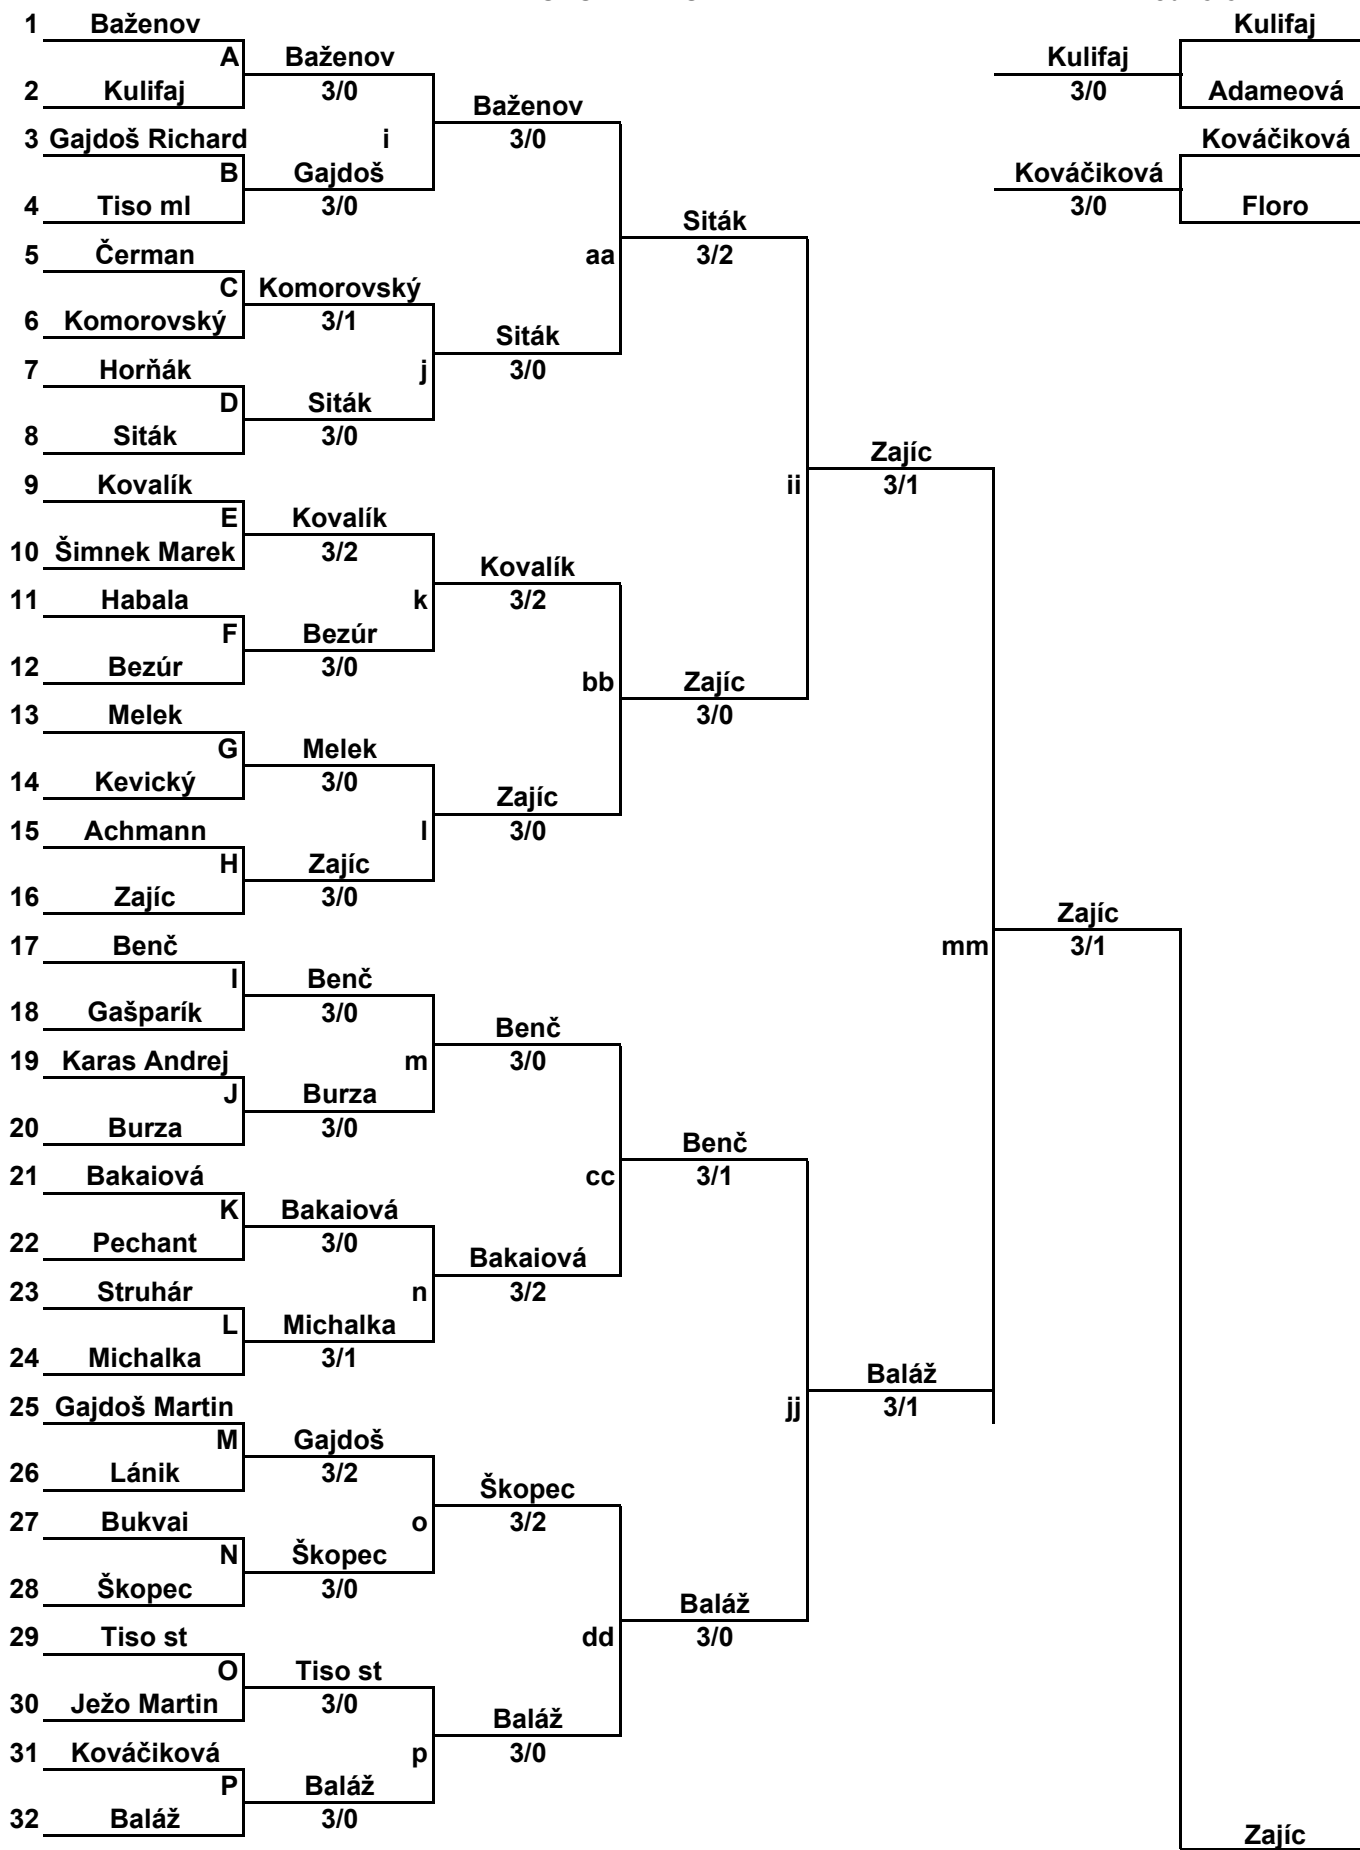 1 Baženov Kulifaj
A Baženov Kulifaj
2 Kulifaj 3/0 3/0 Adameová
Baženov
3 Gajdoš Richard i 3/0 Kováčiková
B Gajdoš Kováčiková
4 Tiso ml 3/0 3/0 Floro
Siták
5 Čerman aa 3/2
C Komorovský
6 Komorovský 3/1
Siták
7 Horňák j 3/0
D Siták
8 Siták 3/0
Zajíc
9 Kovalík ii 3/1
E Kovalík
10 Šimnek Marek 3/2
Kovalík
11 Habala k 3/2
F Bezúr
12 Bezúr 3/0
bb Zajíc
13 Melek 3/0
G Melek
14 Kevický 3/0
Zajíc
15 Achmann l 3/0
H Zajíc
16 Zajíc 3/0
Zajíc
17 Benč mm 3/1
I Benč
18 Gašparík 3/0
Benč
19 Karas Andrej m 3/0
J Burza
20 Burza 3/0
Benč
21 Bakaiová cc 3/1
K Bakaiová
22 Pechant 3/0
Bakaiová
23 Struhár n 3/2
L Michalka
24 Michalka 3/1
Baláž
25 Gajdoš Martin jj 3/1
M Gajdoš
26 Lánik 3/2
Škopec
27 Bukvai o 3/2
N Škopec
28 Škopec 3/0
Baláž
29 Tiso st dd 3/0
O Tiso st
30 Ježo Martin 3/0
Baláž
31 Kováčiková p 3/0
P Baláž
32 Baláž 3/0
Zajíc